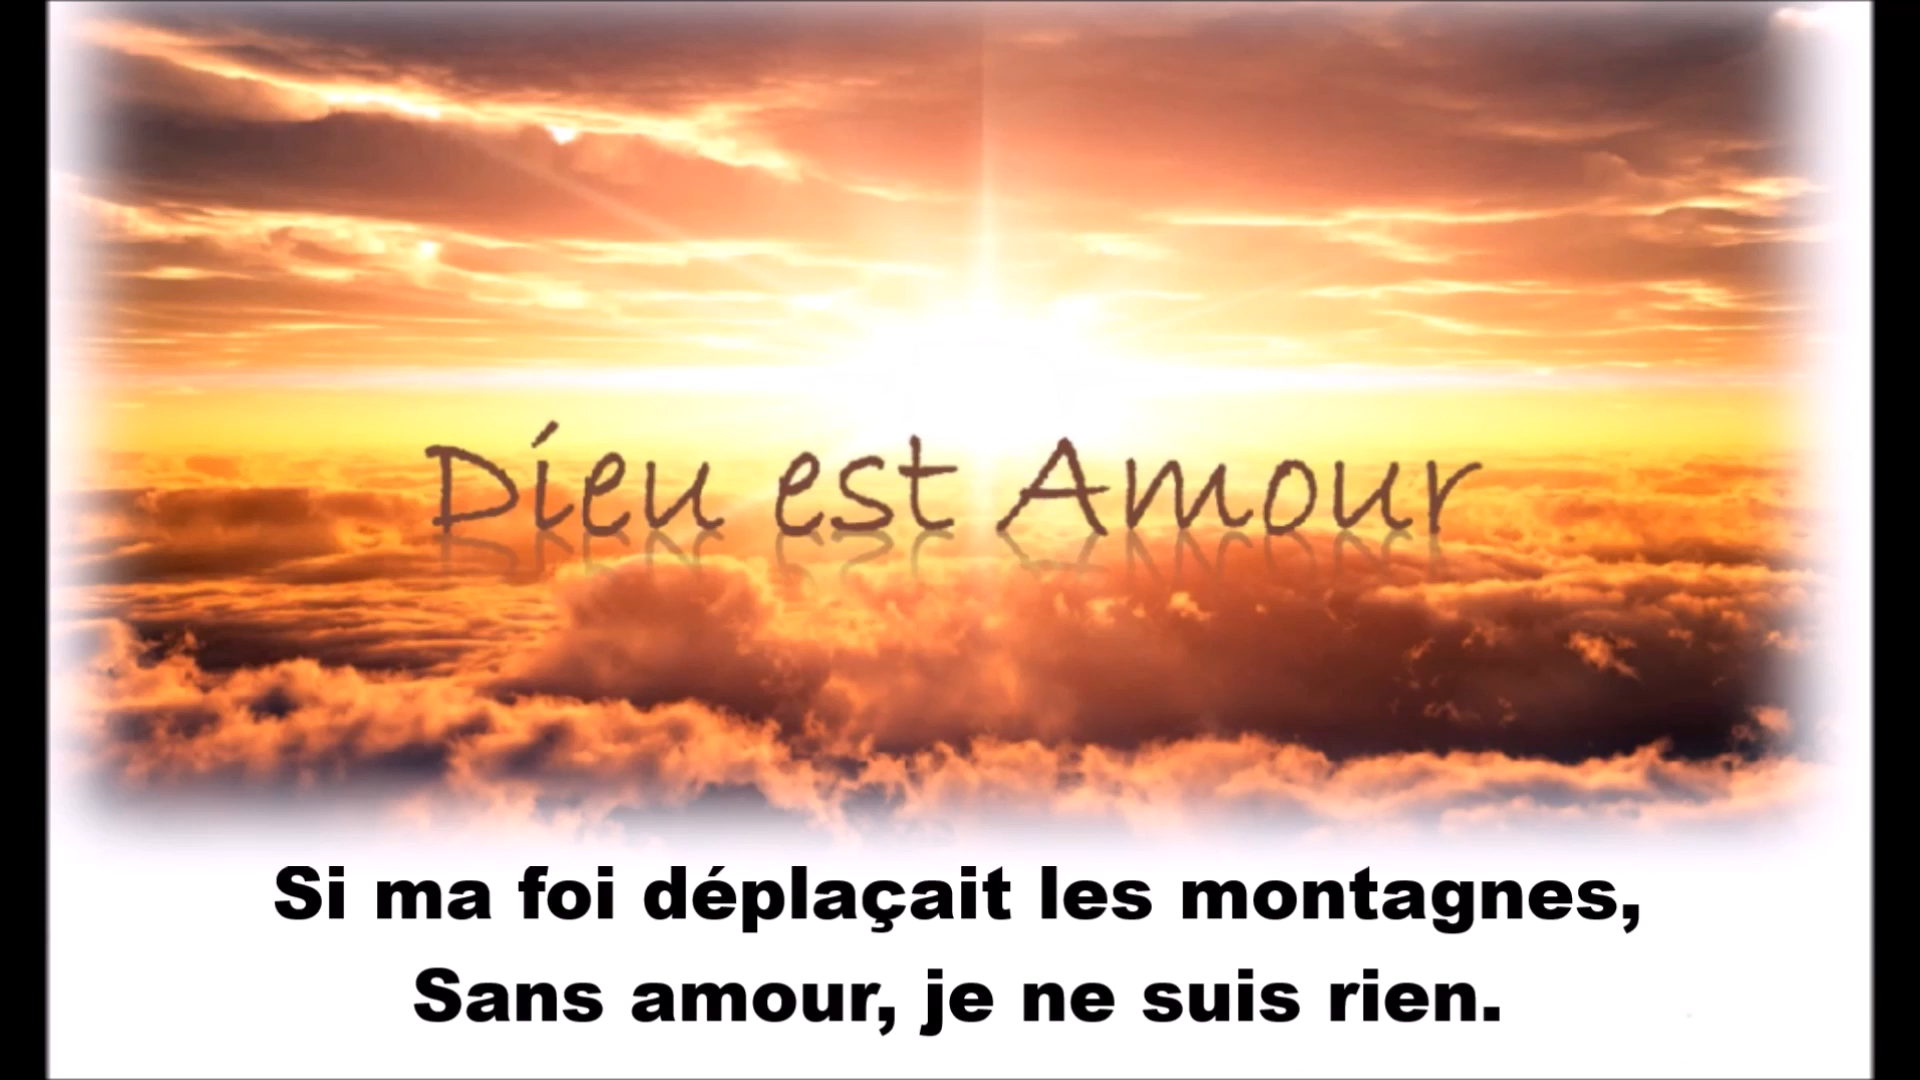 Dieu est Amour
Si ma foi déplaçait les montagnes,
Sans amour, je ne suis rien.